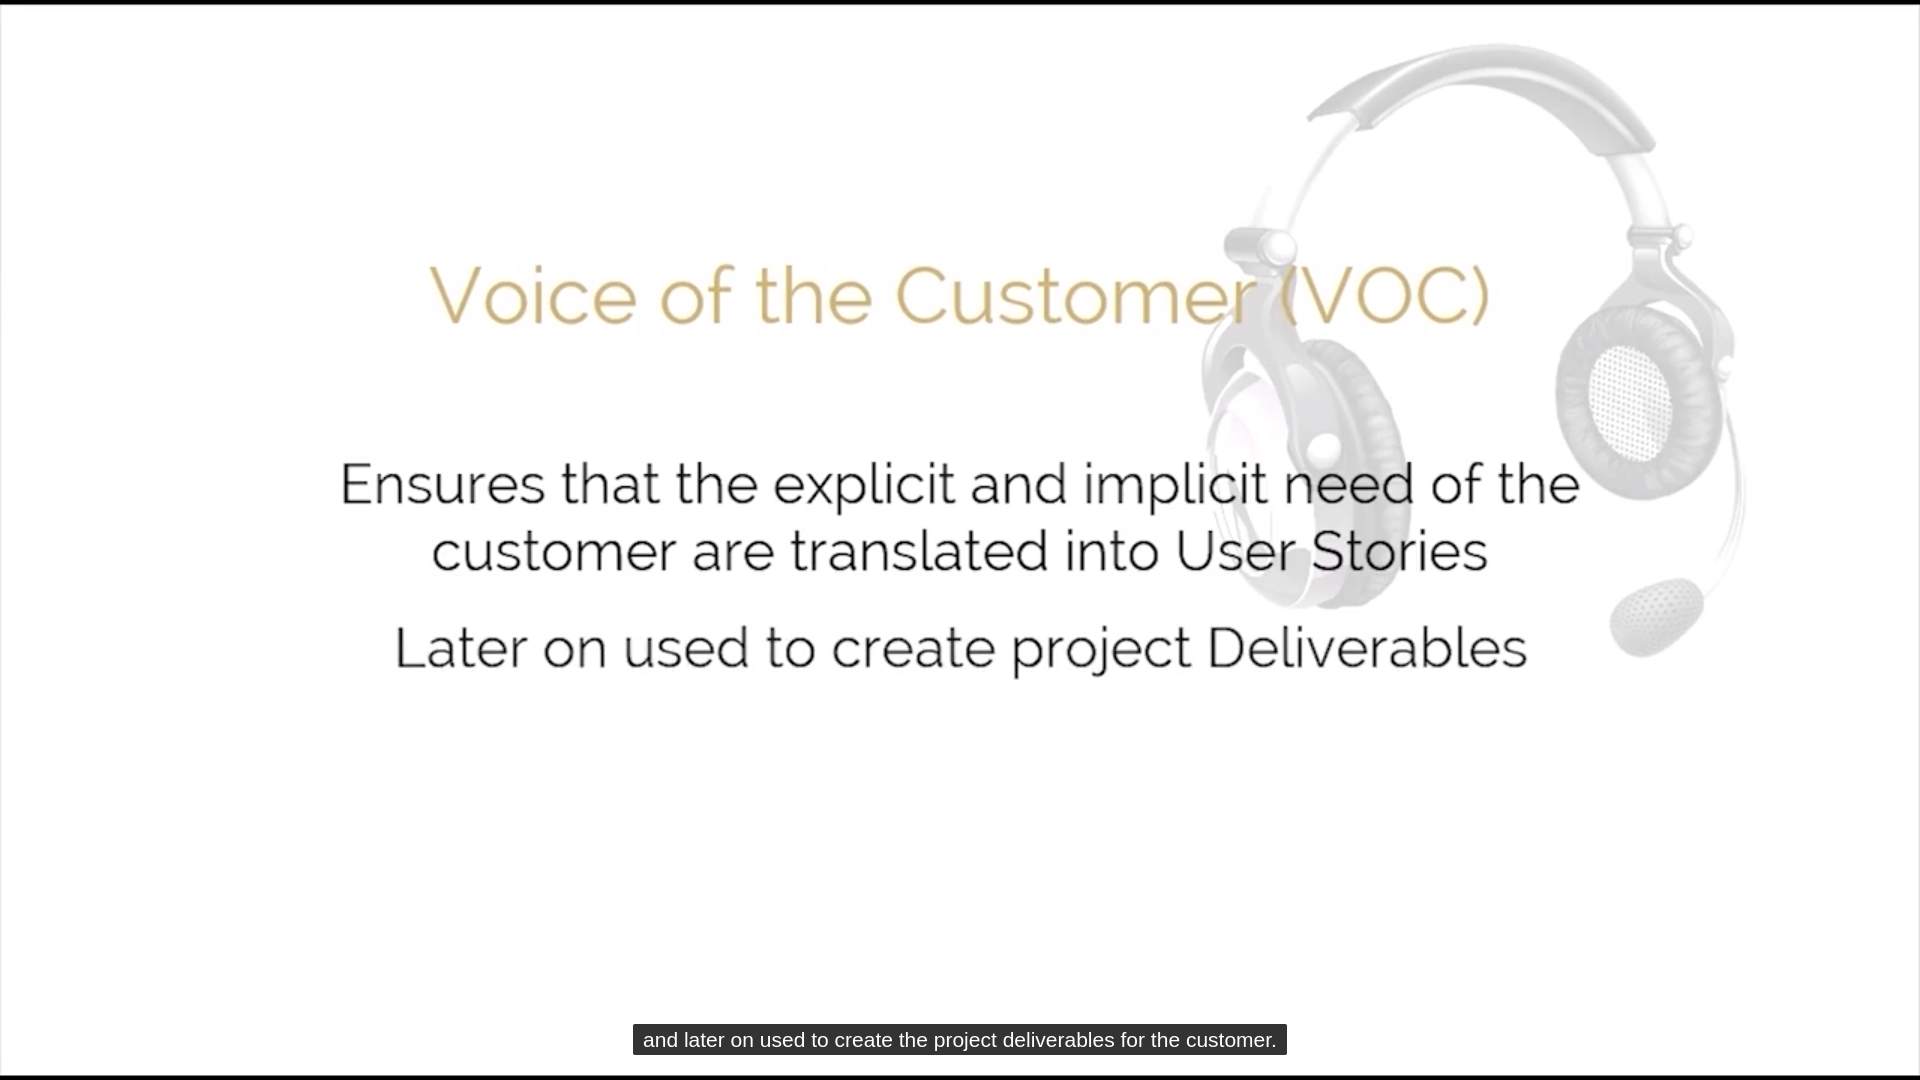 Voice of the Customer (VOC)
Ensures that the explicit and implicit need of the
customer are translated into User Stories
Later on used to create project Deliverables
and later on used to create the project deliverables for the customer.